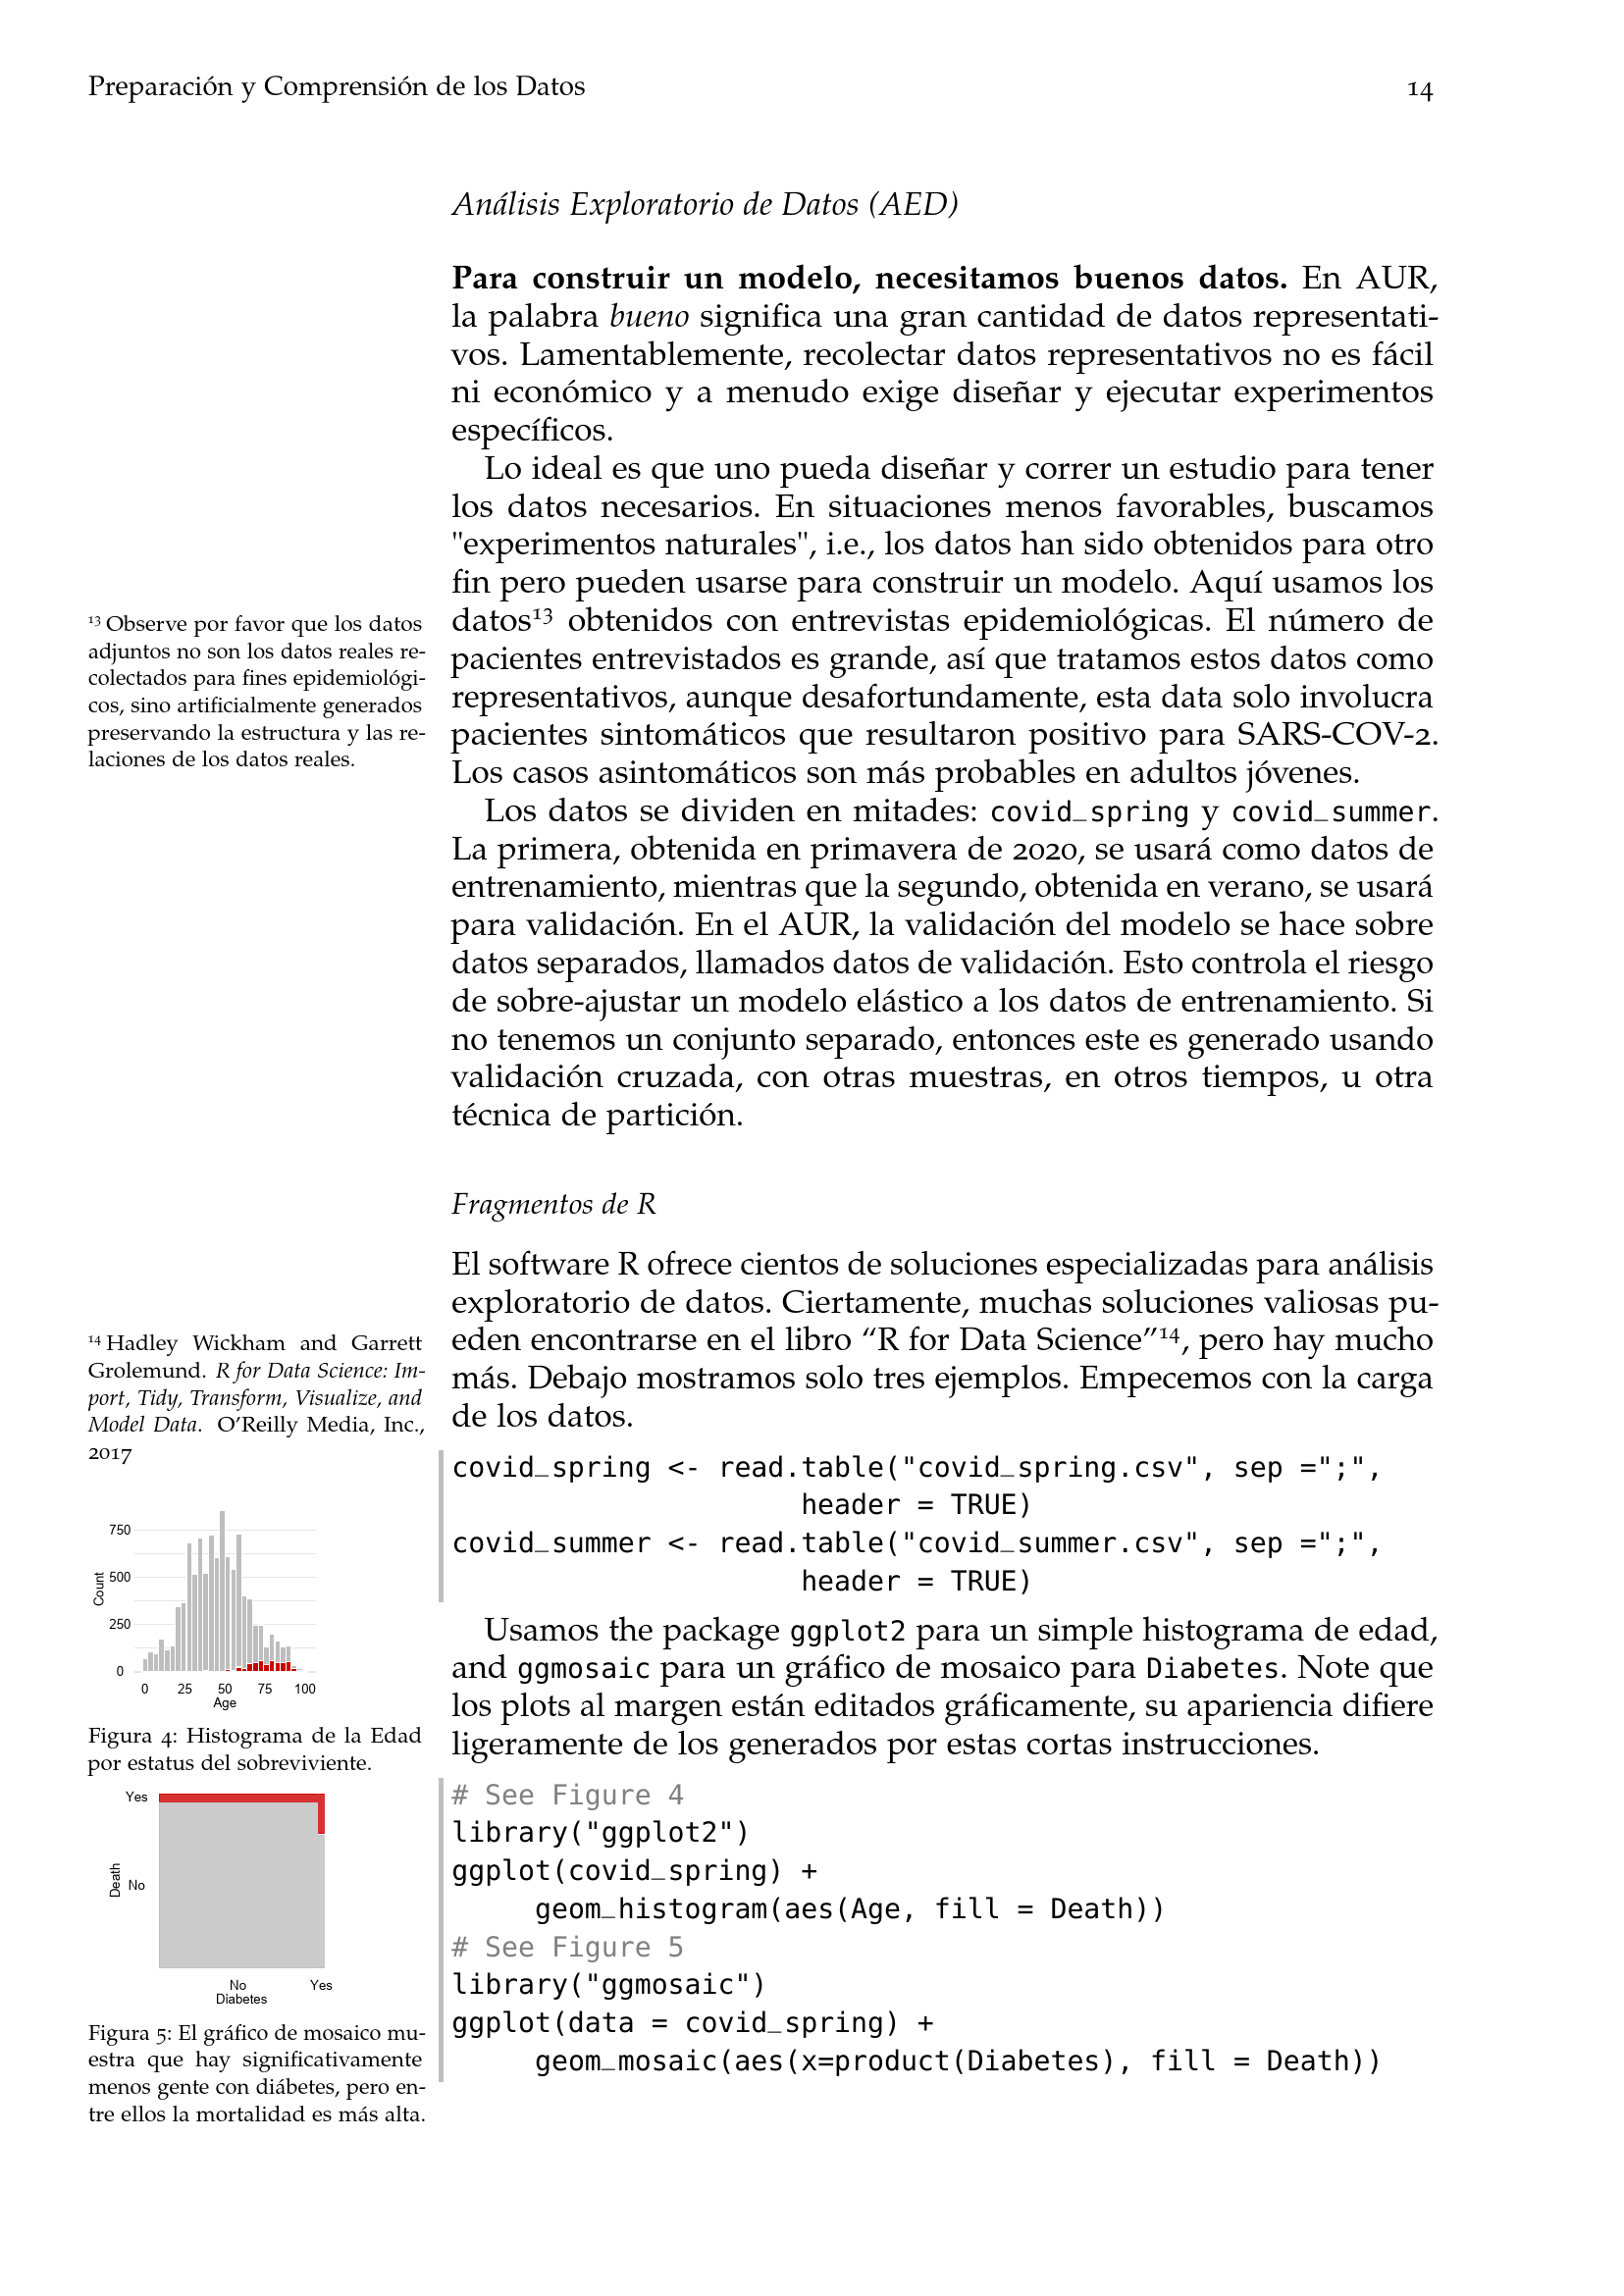 Preparación y Comprensión de los Datos 14
Análisis Exploratorio de Datos (AED)
Para construir un modelo, necesitamos buenos datos. En AUR,
la palabra bueno significa una gran cantidad de datos representati-
vos. Lamentablemente, recolectar datos representativos no es fácil
ni económico y a menudo exige diseñar y ejecutar experimentos
específicos.
Lo ideal es que uno pueda diseñar y correr un estudio para tener
los datos necesarios. En situaciones menos favorables, buscamos
"experimentos naturales", i.e., los datos han sido obtenidos para otro
fin pero pueden usarse para construir un modelo. Aquí usamos los
datos¹³ obtenidos con entrevistas epidemiológicas. El número de
pacientes entrevistados es grande, así que tratamos estos datos como
representativos, aunque desafortundamente, esta data solo involucra
pacientes sintomáticos que resultaron positivo para SARS-COV-2.
Los casos asintomáticos son más probables en adultos jóvenes.
¹³ Observe por favor que los datos
adjuntos no son los datos reales re-
colectados para fines epidemiológi-
cos, sino artificialmente generados
preservando la estructura y las re-
laciones de los datos reales.
Los datos se dividen en mitades: covid_spring y covid_summer.
La primera, obtenida en primavera de 2020, se usará como datos de
entrenamiento, mientras que la segundo, obtenida en verano, se usará
para validación. En el AUR, la validación del modelo se hace sobre
datos separados, llamados datos de validación. Esto controla el riesgo
de sobre-ajustar un modelo elástico a los datos de entrenamiento. Si
no tenemos un conjunto separado, entonces este es generado usando
validación cruzada, con otras muestras, en otros tiempos, u otra
técnica de partición.
Fragmentos de R
El software R ofrece cientos de soluciones especializadas para análisis
exploratorio de datos. Ciertamente, muchas soluciones valiosas pu-
eden encontrarse en el libro “R for Data Science”¹⁴, pero hay mucho
más. Debajo mostramos solo tres ejemplos. Empecemos con la carga
de los datos.
¹⁴ Hadley Wickham and Garrett
Grolemund. R for Data Science: Im-
port, Tidy, Transform, Visualize, and
Model Data. O’Reilly Media, Inc.,
2017
covid_spring <- read.table("covid_spring.csv", sep =";",
header = TRUE)
covid_summer <- read.table("covid_summer.csv", sep =";",
header = TRUE)
750
500
250
0
Count
0 25 50 75 100
Age
Figura 4: Histograma de la Edad
por estatus del sobreviviente.
Usamos the package ggplot2 para un simple histograma de edad,
and ggmosaic para un gráfico de mosaico para Diabetes. Note que
los plots al margen están editados gráficamente, su apariencia difiere
ligeramente de los generados por estas cortas instrucciones.
# See Figure 4
library("ggplot2")
ggplot(covid_spring) +
geom_histogram(aes(Age, fill = Death))
# See Figure 5
library("ggmosaic")
ggplot(data = covid_spring) +
geom_mosaic(aes(x=product(Diabetes), fill = Death))
Yes
No
Death
No Yes
Diabetes
Figura 5: El gráfico de mosaico mu-
estra que hay significativamente
menos gente con diábetes, pero en-
tre ellos la mortalidad es más alta.